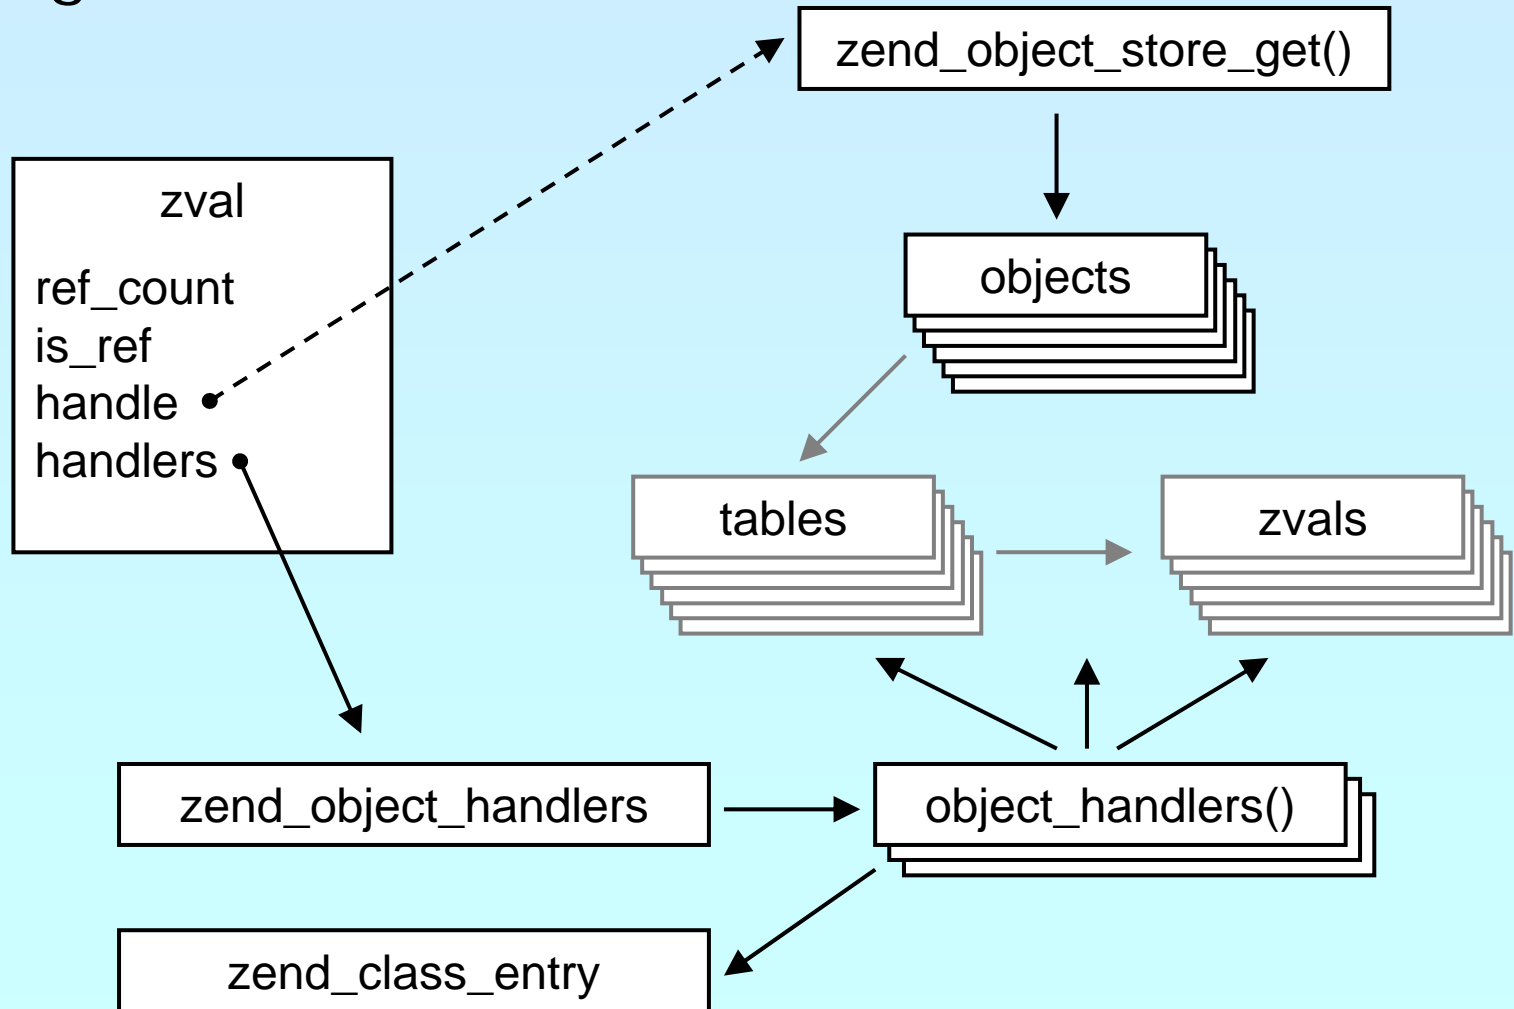 zend_object_store_get()
zval
ref_count
is_ref
handle
handlers
objects
tables
zvals
zend_object_handlers
object_handlers()
zend_class_entry